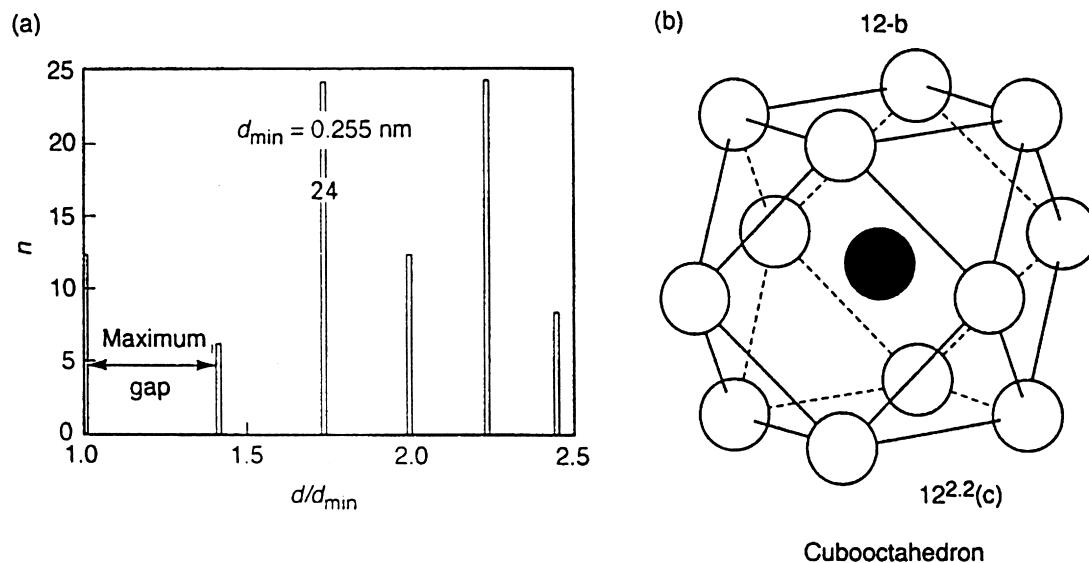 (a)
25
20
15
10
5
0
n
d_min = 0.255 nm
24
Maximum
gap
1.0
1.5
2.0
2.5
d/d_min
(b)
12-b
12^2.2(c)
Cubooctahedron